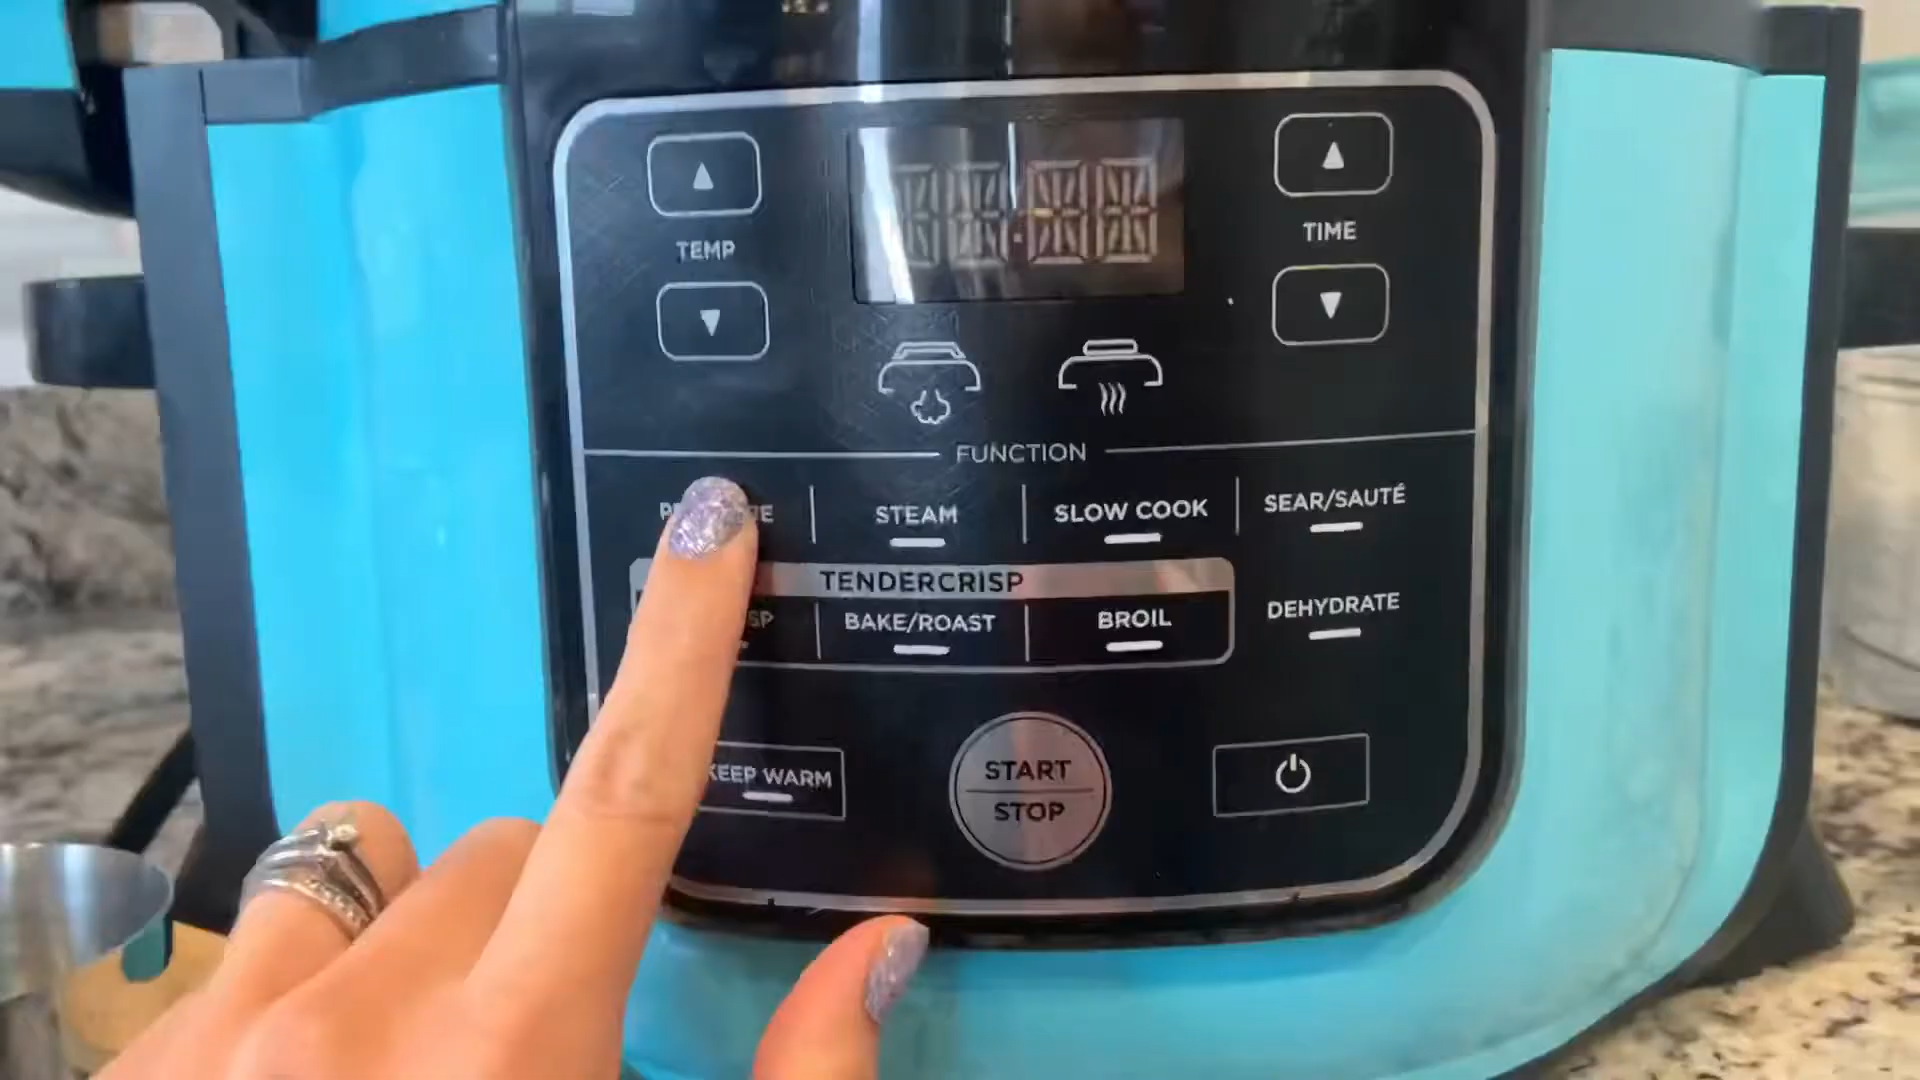 TEMP
TIME
FUNCTION
STEAM
SLOW COOK
SEAR/SAUTÉ
TENDERCRISP
BAKE/ROAST
BROIL
DEHYDRATE
KEEP WARM
START
STOP